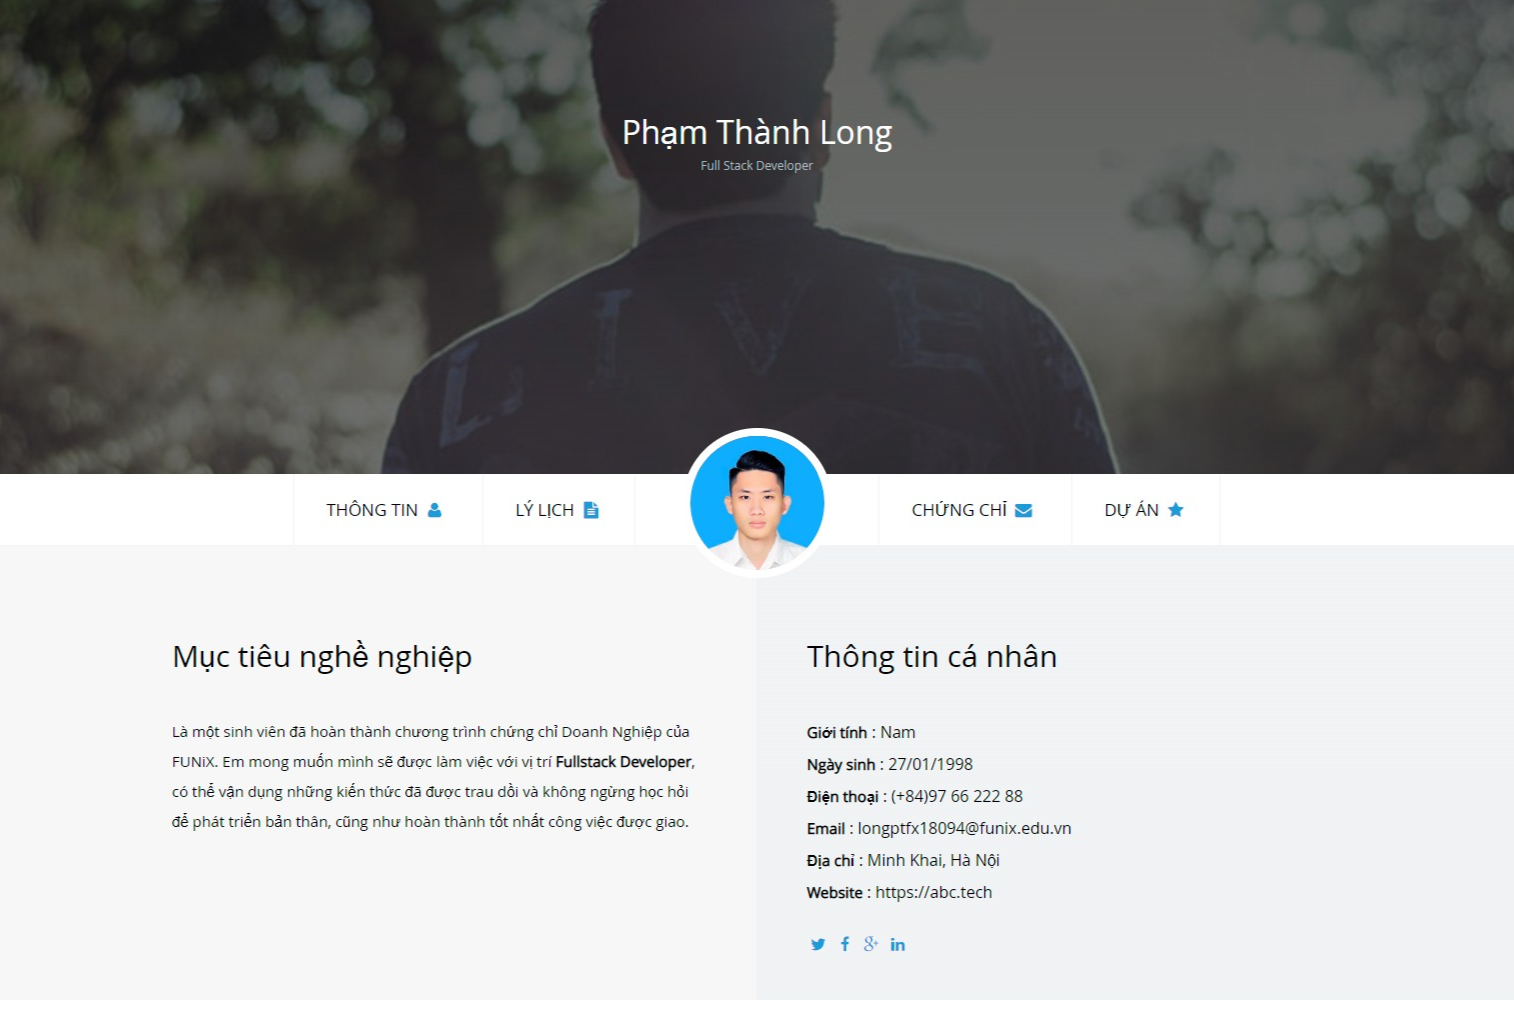 Phạm Thành Long
Full Stack Developer
LIVE
THÔNG TIN
LÝ LỊCH
CHỨNG CHỈ
DỰ ÁN
Mục tiêu nghề nghiệp
Là một sinh viên đã hoàn thành chương trình chứng chỉ Doanh Nghiệp của
FUNiX. Em mong muốn mình sẽ được làm việc với vị trí Fullstack Developer,
có thể vận dụng những kiến thức đã được trau dồi và không ngừng học hỏi
để phát triển bản thân, cũng như hoàn thành tốt nhất công việc được giao.
Thông tin cá nhân
Giới tính : Nam
Ngày sinh : 27/01/1998
Điện thoại : (+84)97 66 222 88
Email : longptfx18094@funix.edu.vn
Địa chỉ : Minh Khai, Hà Nội
Website : https://abc.tech